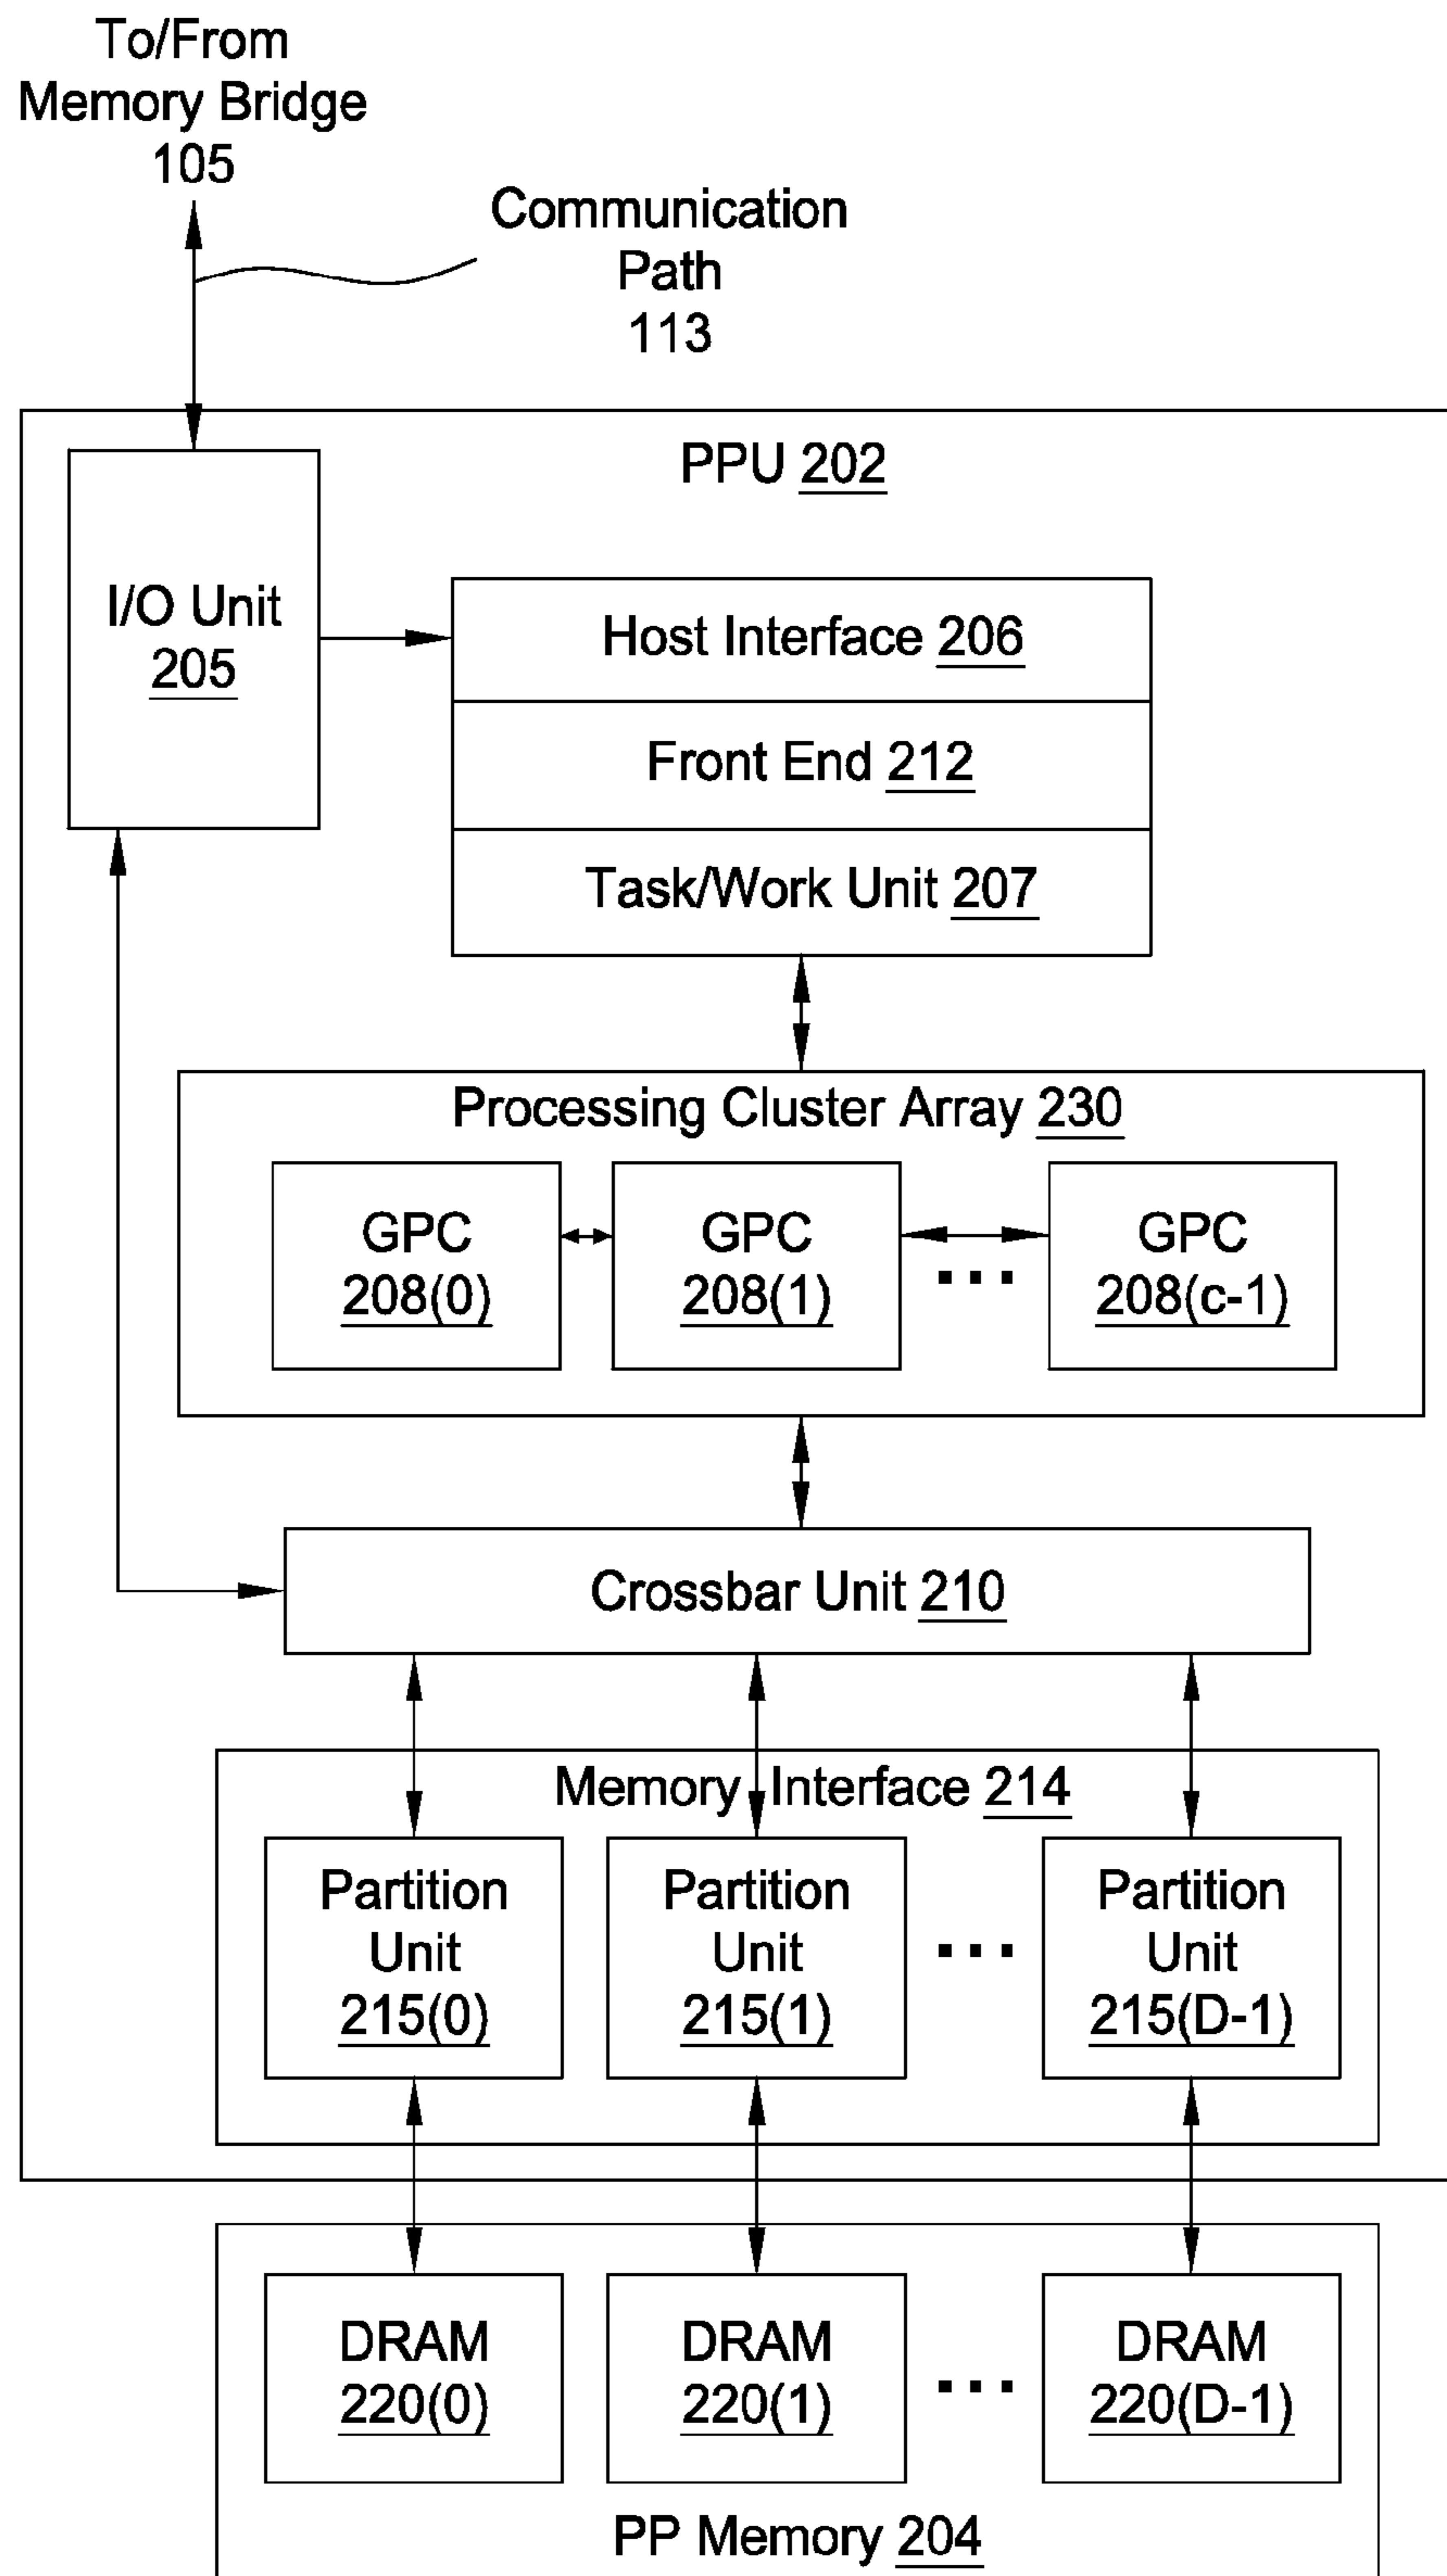 To/From
Memory Bridge
105
Communication
Path
113
PPU 202
I/O Unit
205
Host Interface 206
Front End 212
Task/Work Unit 207
Processing Cluster Array 230
GPC
208(0)
GPC
208(1)
...
GPC
208(c-1)
Crossbar Unit 210
Memory Interface 214
Partition
Unit
215(0)
Partition
Unit
215(1)
...
Partition
Unit
215(D-1)
DRAM
220(0)
DRAM
220(1)
...
DRAM
220(D-1)
PP Memory 204